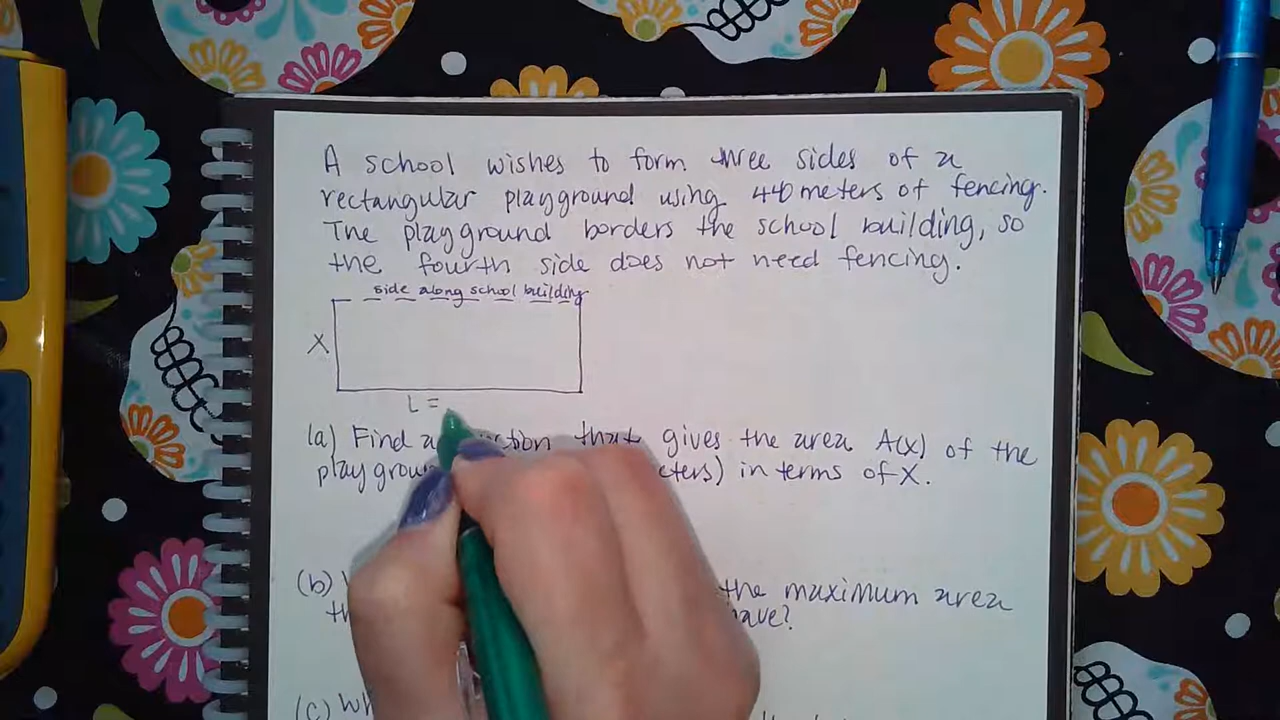 A school wishes to form three sides of a
rectangular playground using 440 meters of fencing.
The playground borders the school building, so
the fourth side does not need fencing.
side along school building
X
L =
(a) Find a that gives the area A(x) of the
in terms of X.
(b) the maximum area
have?
(c)